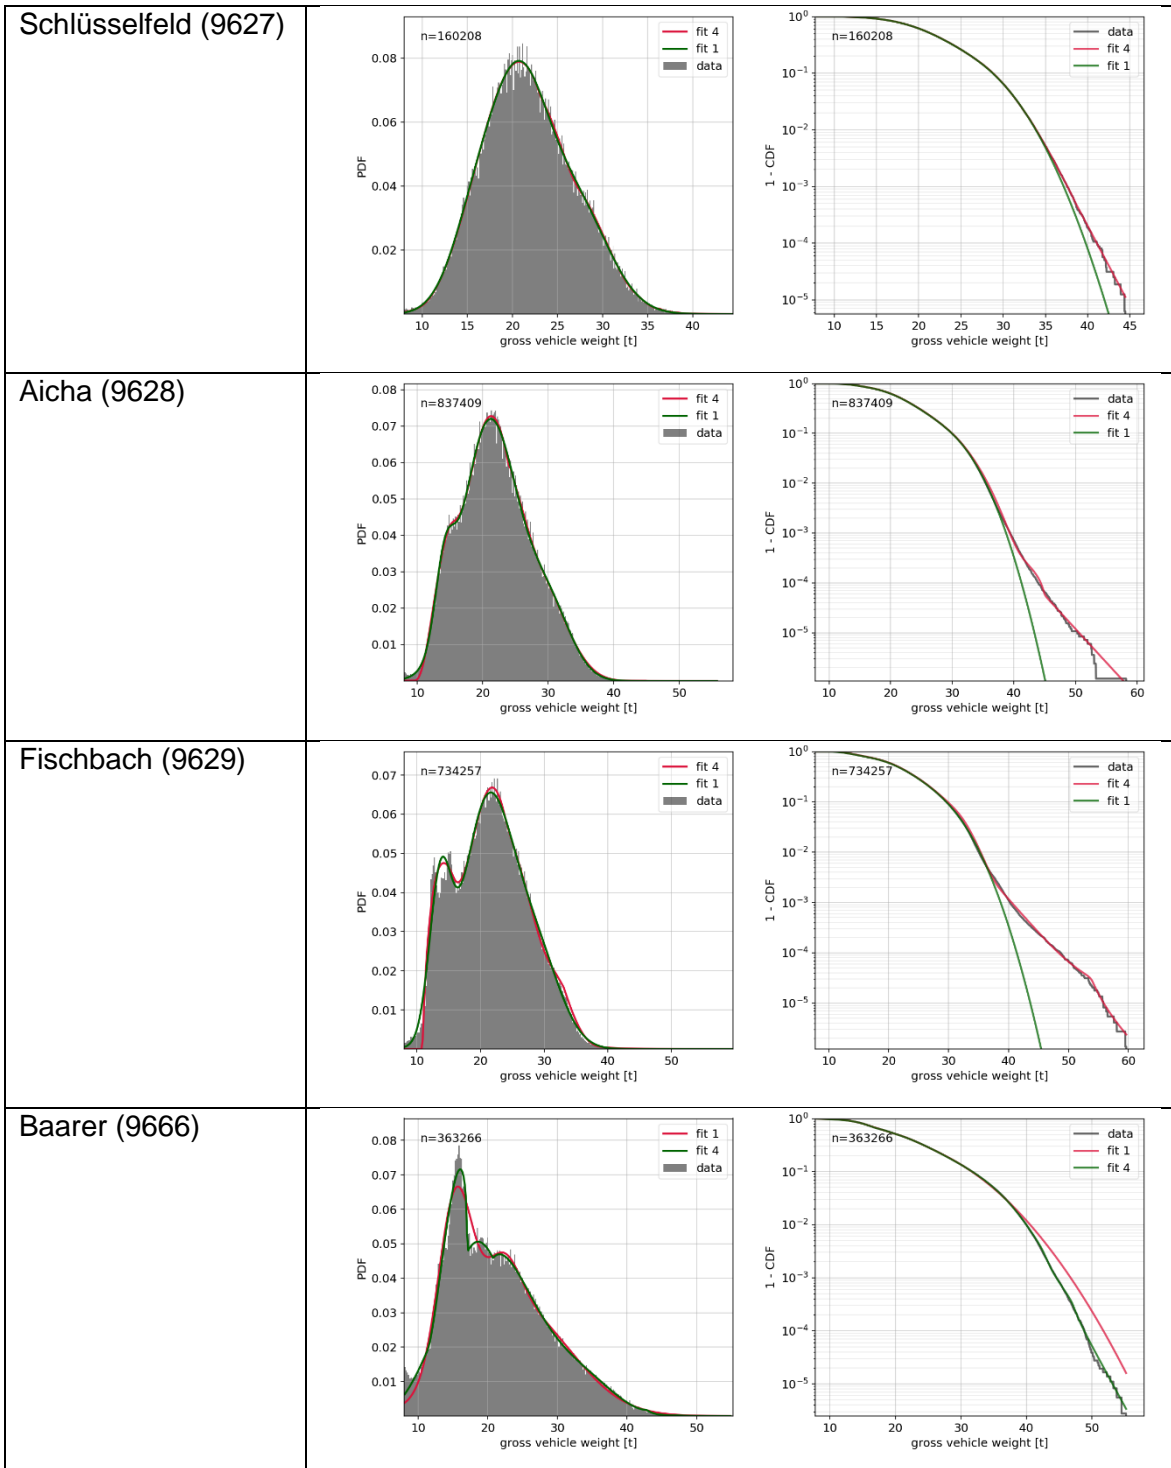 Schlüsselfeld (9627)
n=160208
fit 4
fit 1
data
0.08
0.06
0.04
0.02
PDF
10 15 20 25 30 35 40
gross vehicle weight [t]
n=160208
data
fit 4
fit 1
10^0
10^-1
10^-2
10^-3
10^-4
10^-5
1 - CDF
10 15 20 25 30 35 40 45
gross vehicle weight [t]
Aicha (9628)
n=837409
fit 4
fit 1
data
0.08
0.07
0.06
0.05
0.04
0.03
0.02
0.01
PDF
10 20 30 40 50
gross vehicle weight [t]
n=837409
data
fit 4
fit 1
10^0
10^-1
10^-2
10^-3
10^-4
10^-5
1 - CDF
10 20 30 40 50 60
gross vehicle weight [t]
Fischbach (9629)
n=734257
fit 4
fit 1
data
0.07
0.06
0.05
0.04
0.03
0.02
0.01
PDF
10 20 30 40 50
gross vehicle weight [t]
n=734257
data
fit 4
fit 1
10^0
10^-1
10^-2
10^-3
10^-4
10^-5
1 - CDF
10 20 30 40 50 60
gross vehicle weight [t]
Baarer (9666)
n=363266
fit 1
fit 4
data
0.08
0.07
0.06
0.05
0.04
0.03
0.02
0.01
PDF
10 20 30 40 50
gross vehicle weight [t]
n=363266
data
fit 1
fit 4
10^0
10^-1
10^-2
10^-3
10^-4
10^-5
1 - CDF
10 20 30 40 50
gross vehicle weight [t]